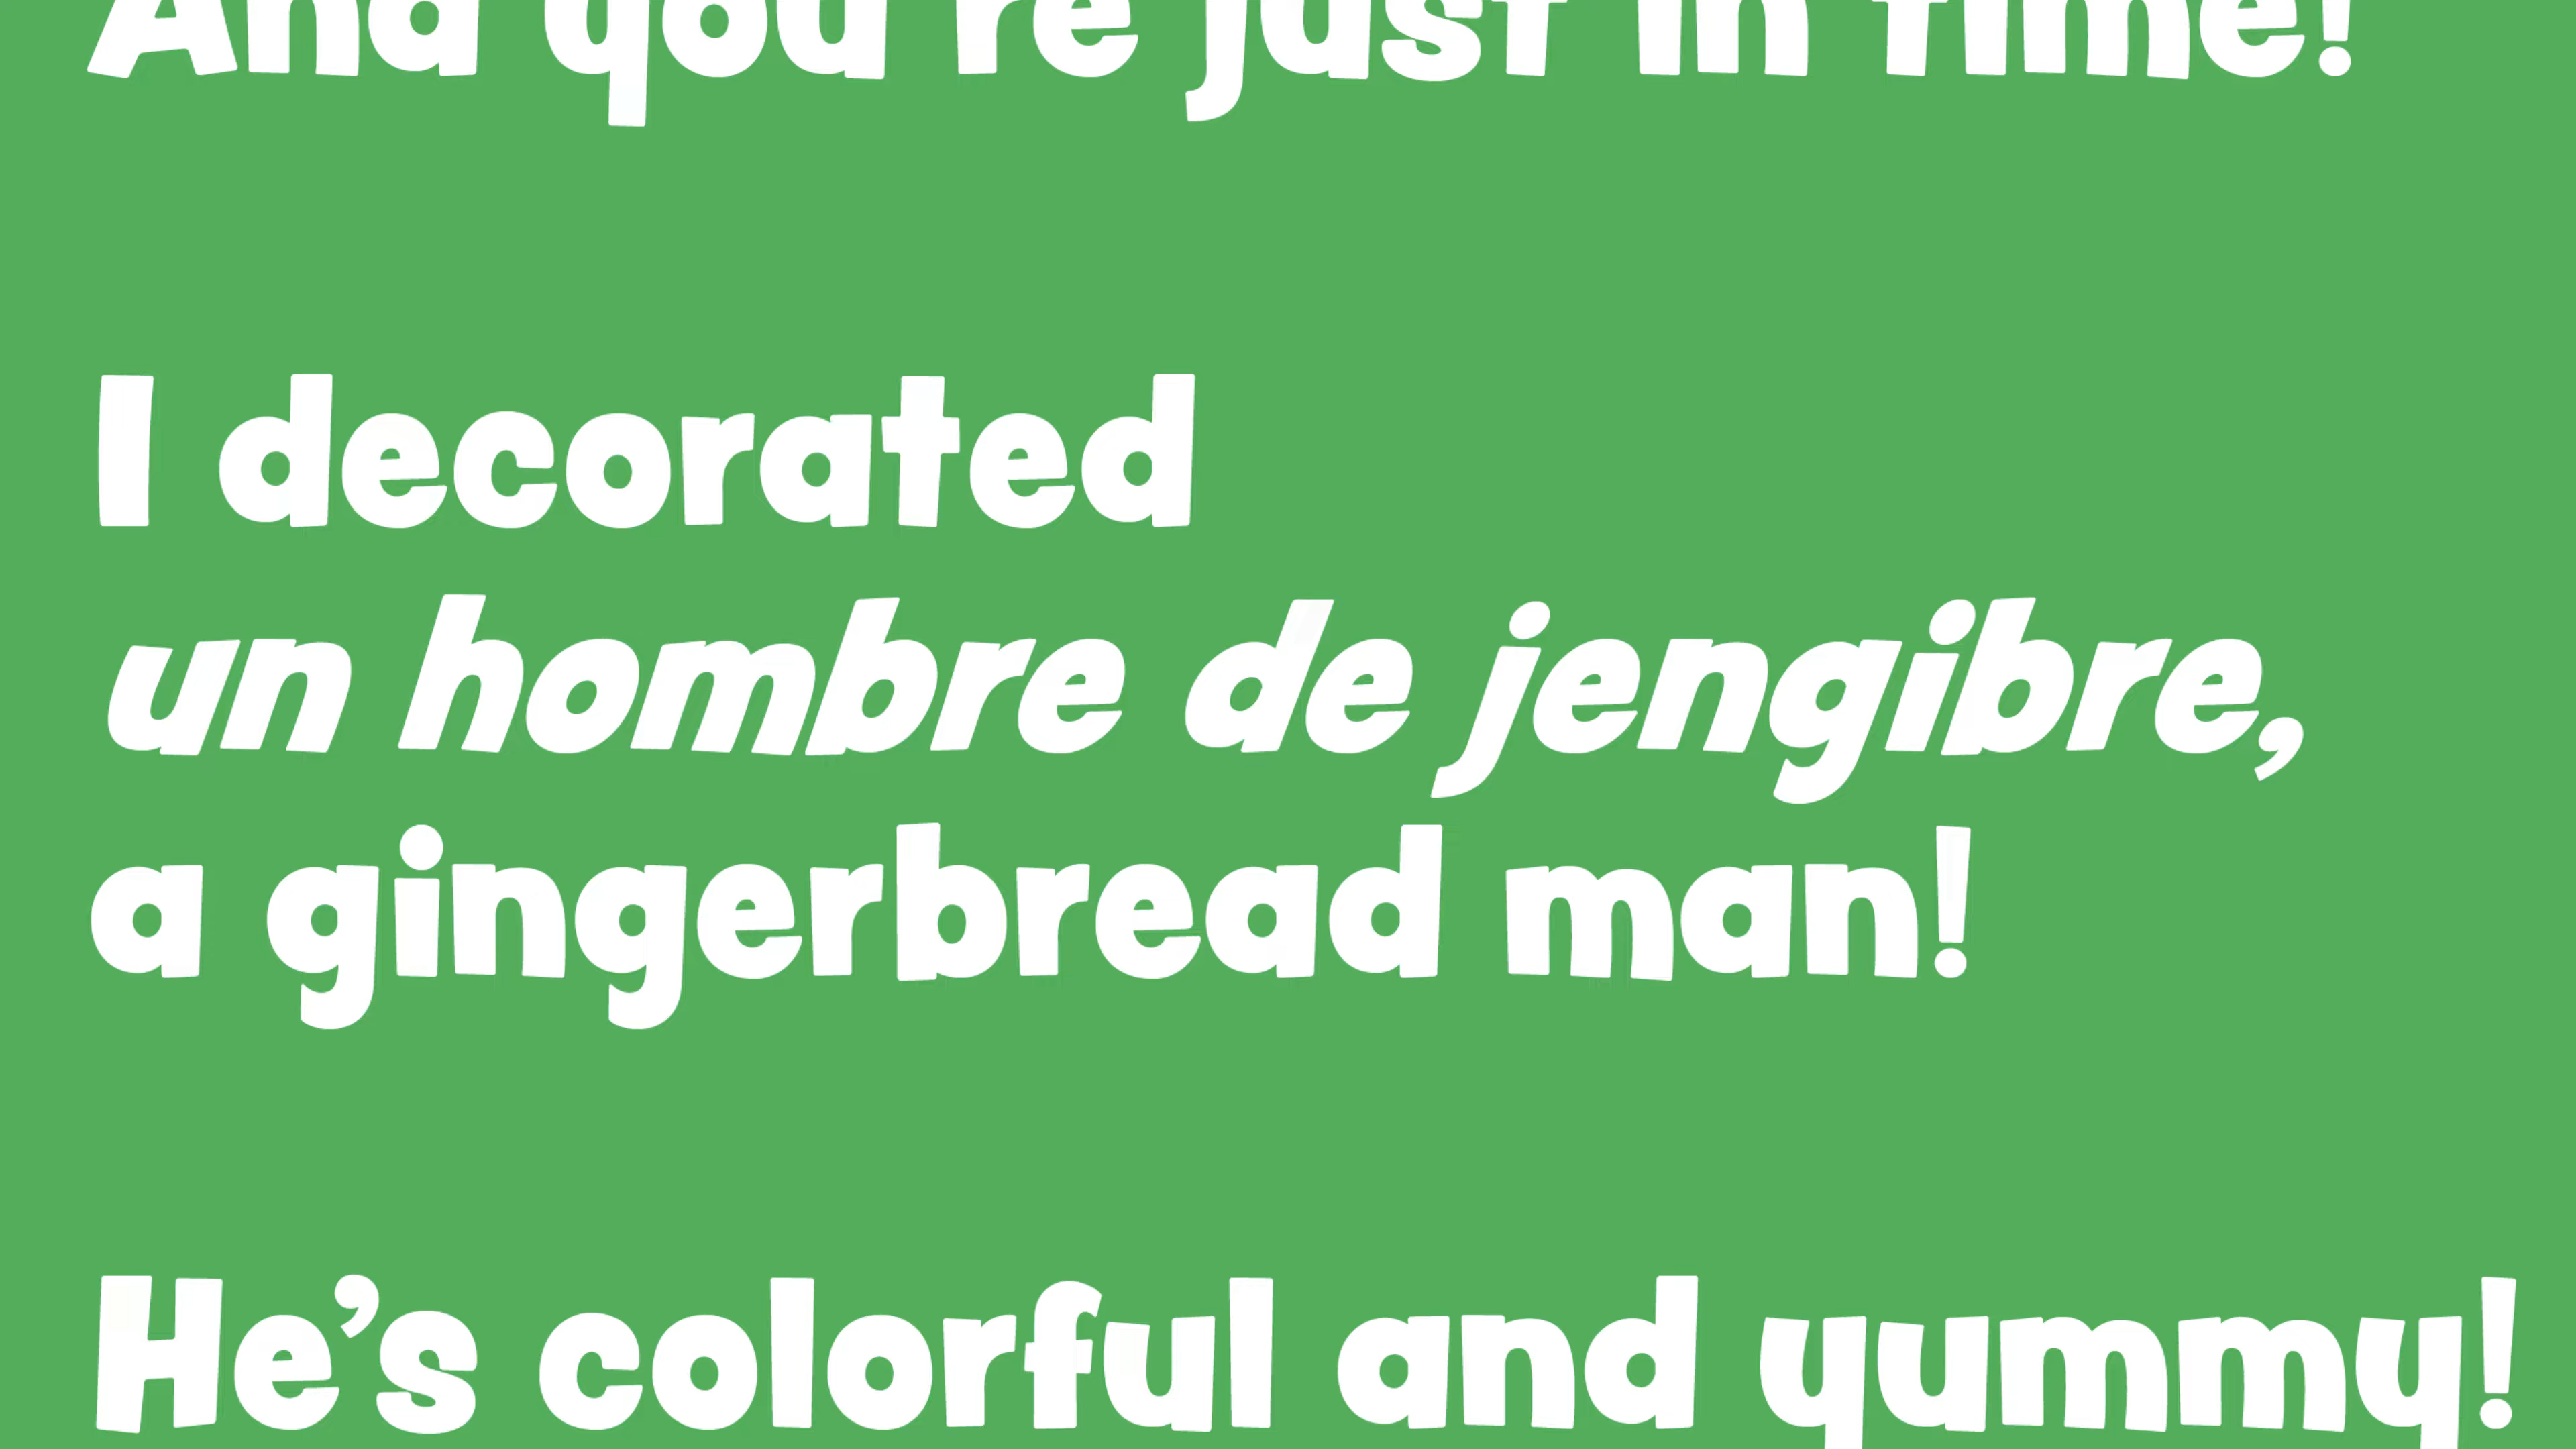 And you're just in time!
I decorated
un hombre de jengibre,
a gingerbread man!
He's colorful and yummy!